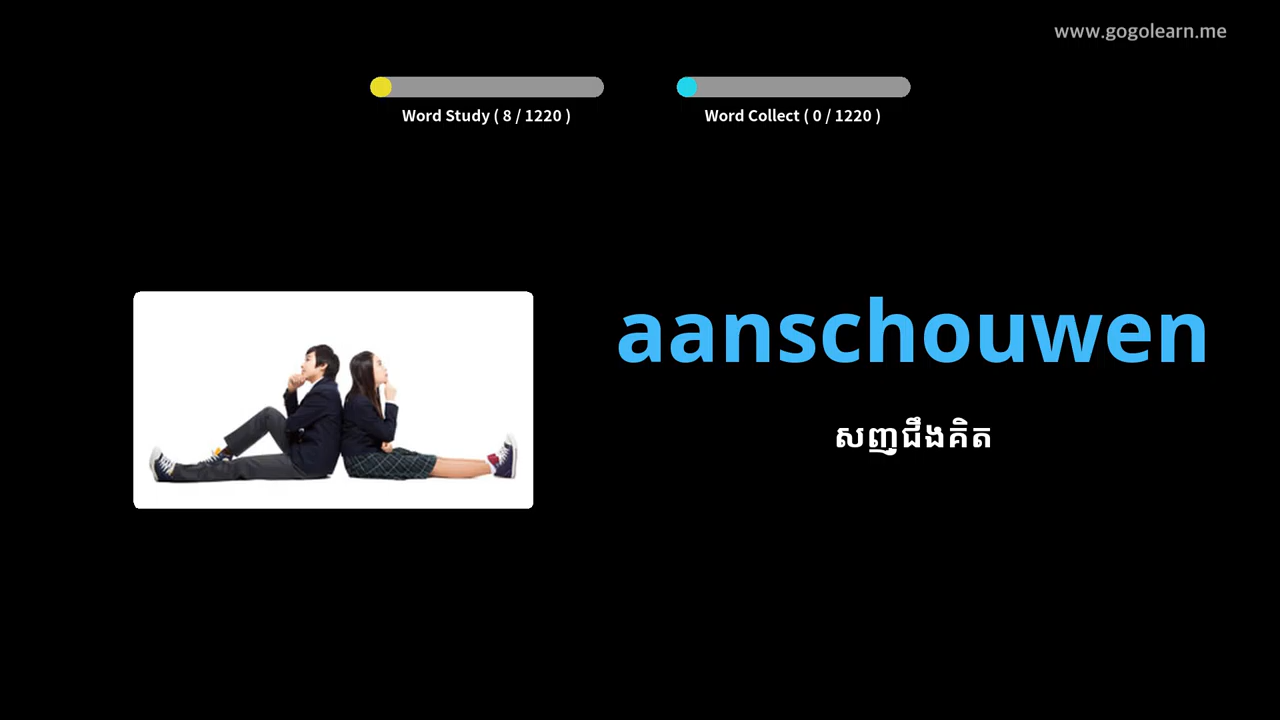 www.gogolearn.me
Word Study ( 8 / 1220 )
Word Collect ( 0 / 1220 )
aanschouwen
សញ្ជឹងគិត